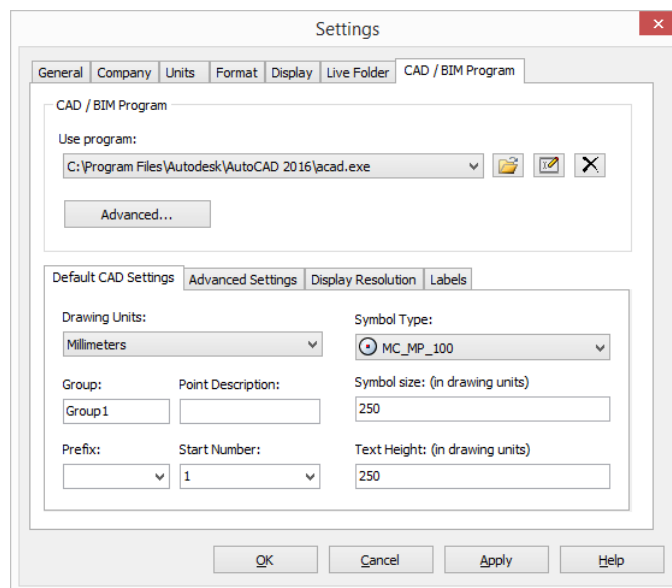 Settings
General Company Units Format Display Live Folder CAD / BIM Program
CAD / BIM Program
Use program:
C:\Program Files\Autodesk\AutoCAD 2016\acad.exe
Advanced...
Default CAD Settings Advanced Settings Display Resolution Labels
Drawing Units:
Millimeters
Symbol Type:
MC_MP_100
Group: Point Description:
Group1
Symbol size: (in drawing units)
250
Prefix: Start Number:
1
Text Height: (in drawing units)
250
OK Cancel Apply Help